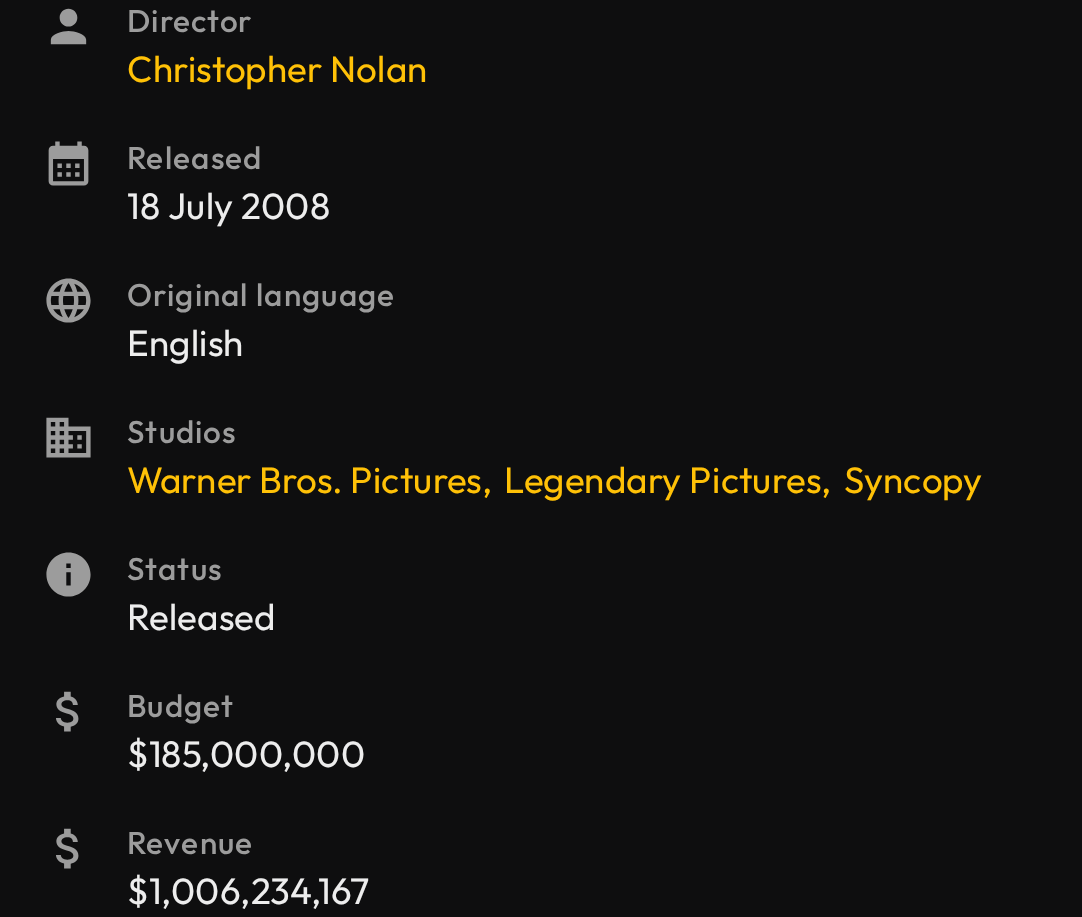 Director
Christopher Nolan
Released
18 July 2008
Original language
English
Studios
Warner Bros. Pictures, Legendary Pictures, Syncopy
Status
Released
Budget
$185,000,000
Revenue
$1,006,234,167